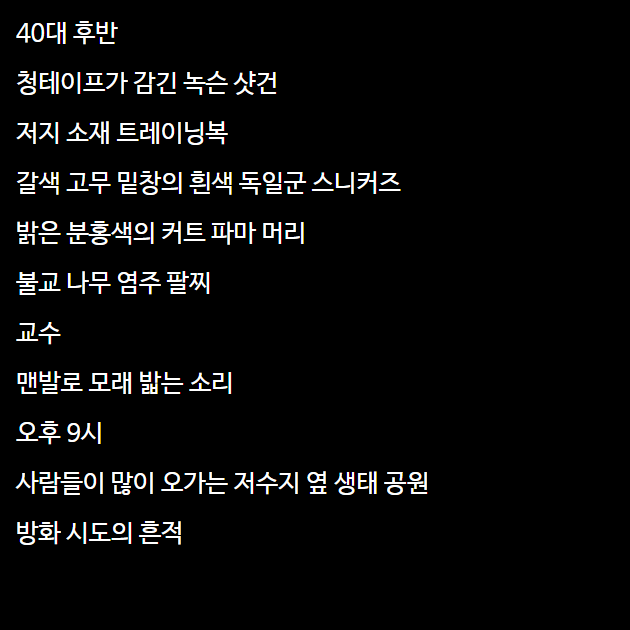 40대 후반
청테이프가 감긴 녹슨 샷건
저지 소재 트레이닝복
갈색 고무 밑창의 흰색 독일군 스니커즈
밝은 분홍색의 커트 파마 머리
불교 나무 염주 팔찌
교수
맨발로 모래 밟는 소리
오후 9시
사람들이 많이 오가는 저수지 옆 생태 공원
방화 시도의 흔적